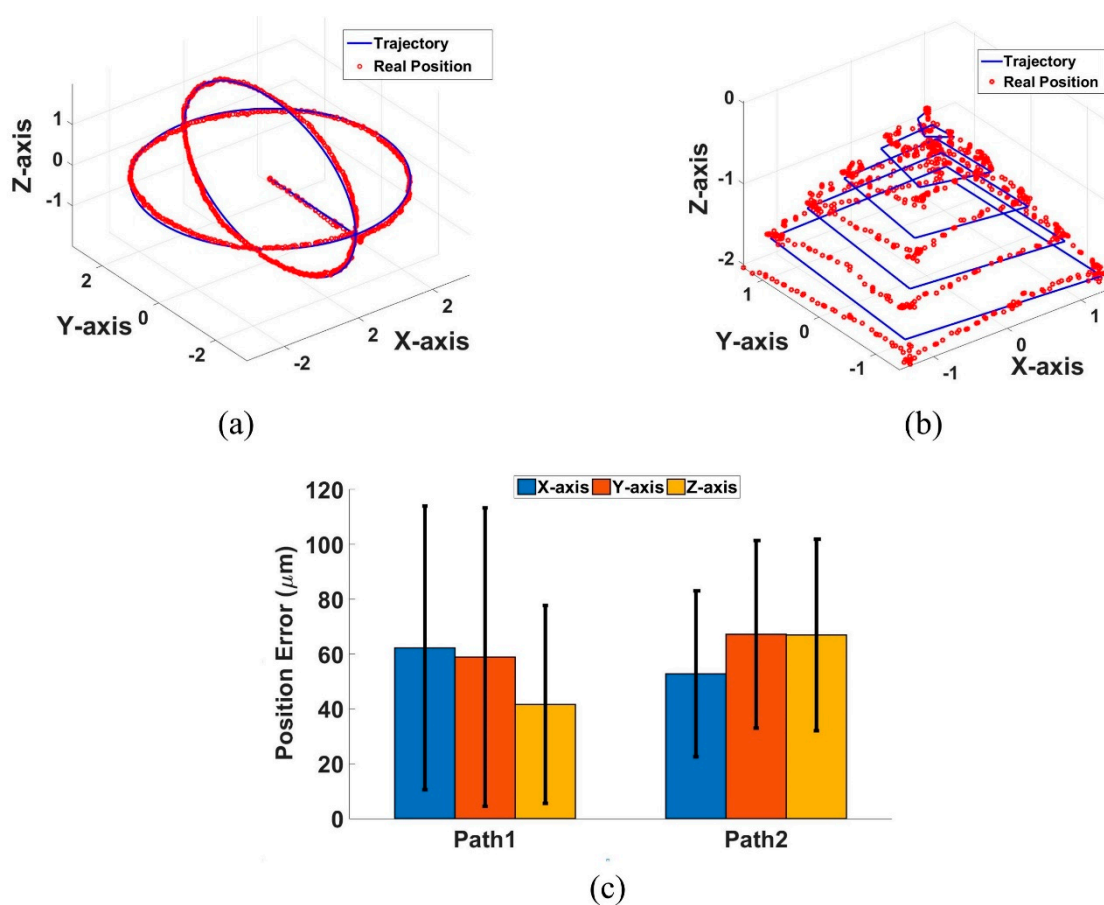 Trajectory
Real Position
Z-axis
1
0
-1
2
0
-2
Y-axis
-2
2
2
X-axis
(a)
Trajectory
Real Position
Z-axis
0
-1
-2
1
0
-1
Y-axis
-1
0
1
X-axis
(b)
X-axis Y-axis Z-axis
Position Error (μm)
120
100
80
60
40
20
0
Path1 Path2
(c)